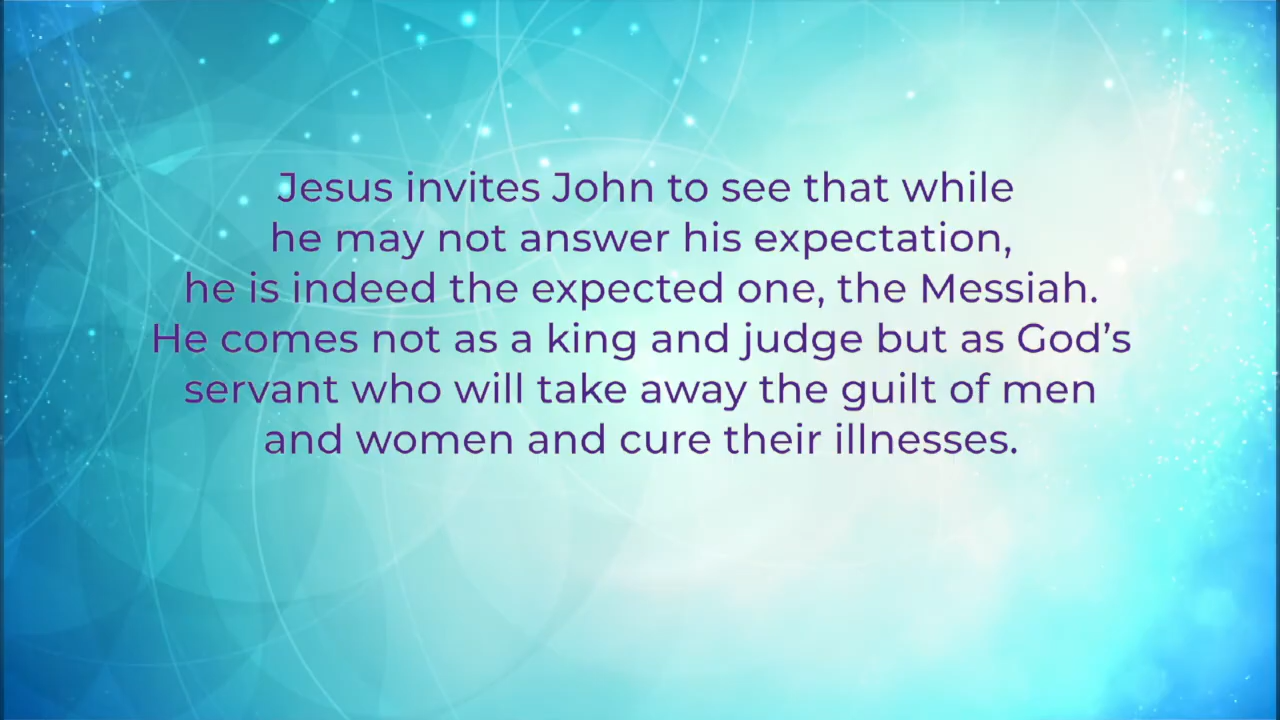 Jesus invites John to see that while
he may not answer his expectation,
he is indeed the expected one, the Messiah.
He comes not as a king and judge but as God’s
servant who will take away the guilt of men
and women and cure their illnesses.